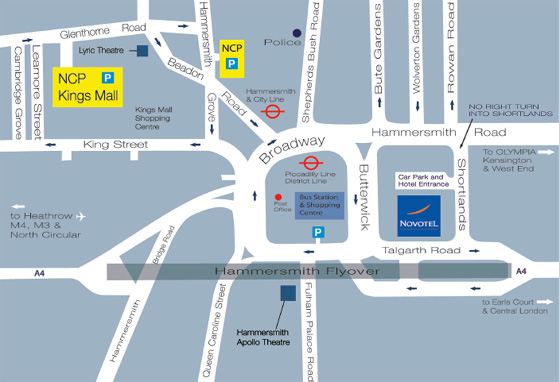 Glenthorne Road
Hammersmith
Grove
Lyric Theatre
NCP
P
Police
Shepherds Bush Road
Bute Gardens
Wolverton Gardens
Rowan Road
Cambridge Grove
Leamore Street
NCP P
Kings Mall
Beadon
Road
Hammersmith
& City Line
Kings Mall
Shopping
Centre
NO RIGHT TURN
INTO SHORTLANDS
King Street
Broadway
Hammersmith Road
to OLYMPIA
Kensington
& West End
Piccadilly Line
District Line
Butterwick
Car Park and
Hotel Entrance
Shortlands
Post
Office
Bus Station
& Shopping
Centre
NOVOTEL
P
to Heathrow
M4, M3 &
North Circular
Bridge Road
Talgarth Road
A4
Hammersmith Flyover
A4
Hammersmith
Queen Caroline Street
Fulham Palace Road
to Earls Court
& Central London
Hammersmith
Apollo Theatre